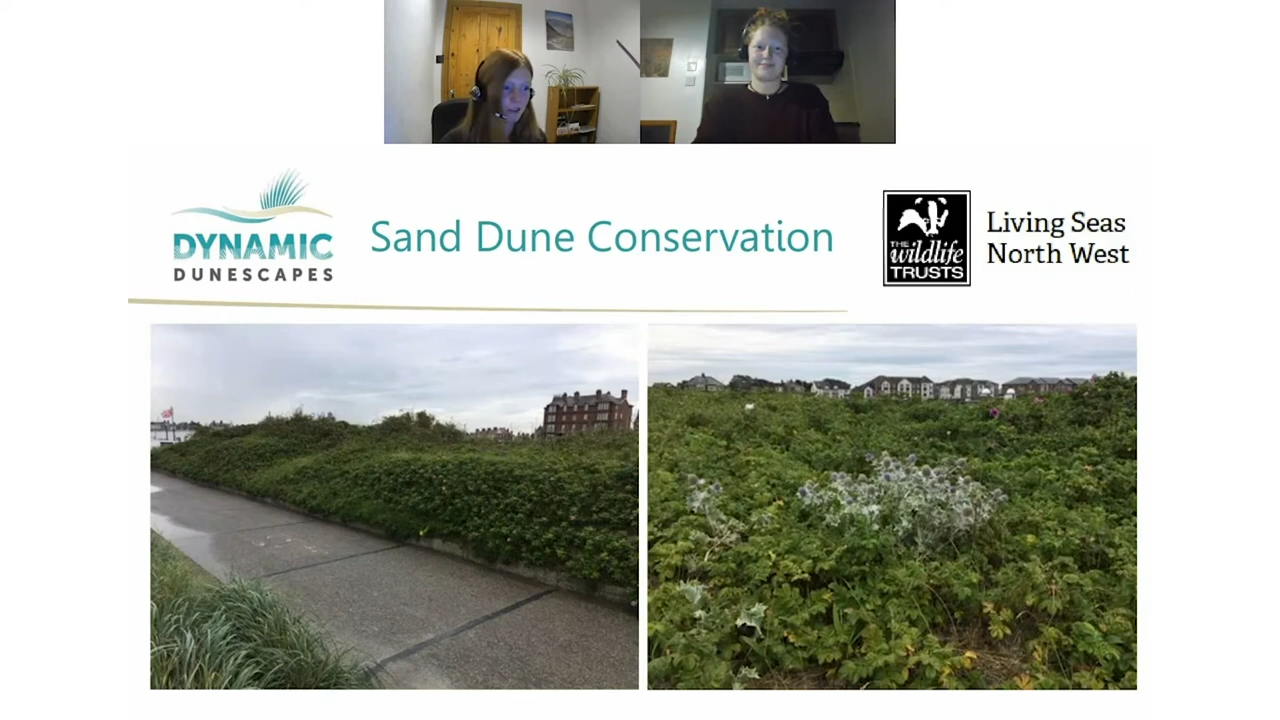 DYNAMIC
DUNESCAPES
Sand Dune Conservation
THE
wildlife
TRUSTS
Living Seas
North West